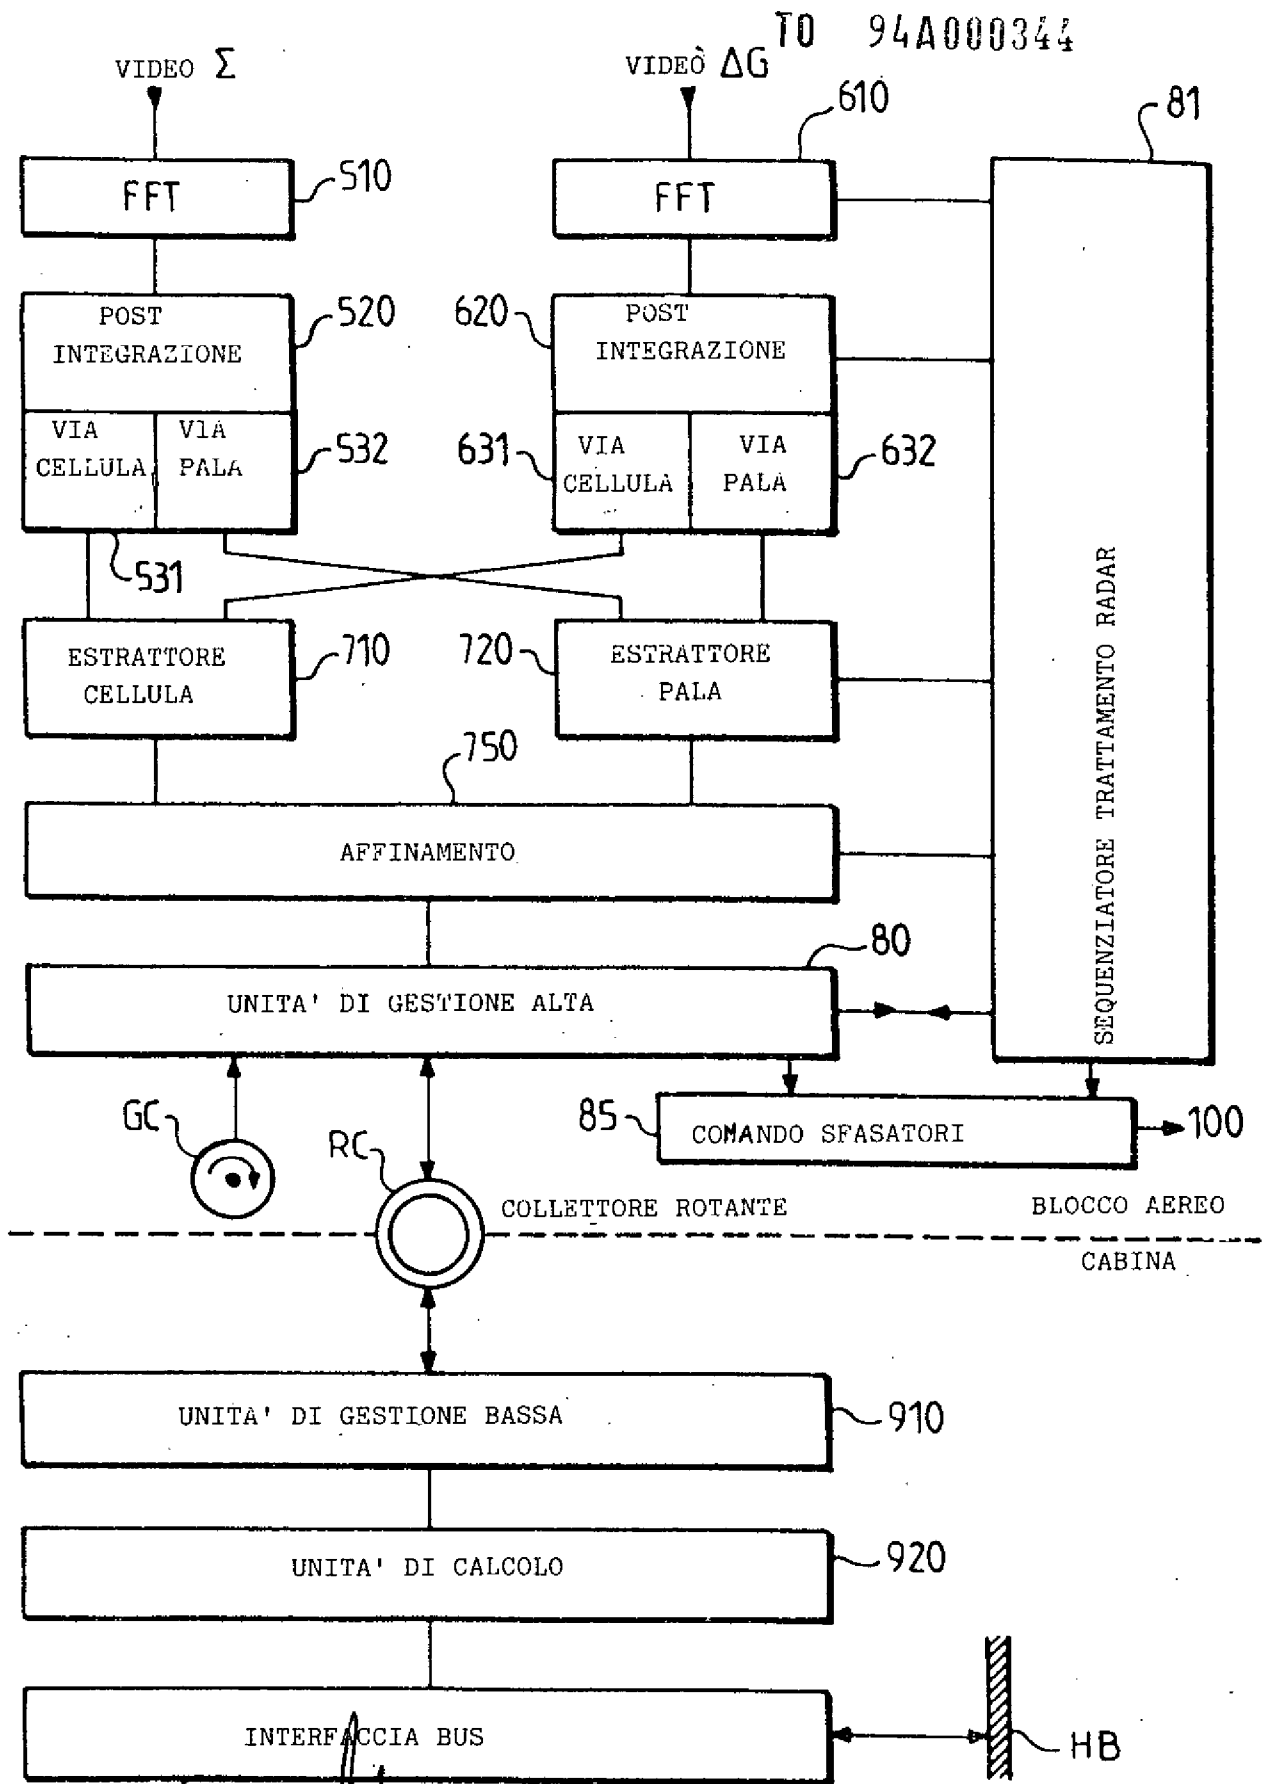 TO 94A000344
VIDEO Σ
VIDEO ΔG
610
81
FFT
510
FFT
POST
INTEGRAZIONE
520
620
POST
INTEGRAZIONE
VIA
CELLULA
VIA
PALA
532
631
VIA
CELLULA
VIA
PALA
632
531
ESTRATTORE
CELLULA
710
720
ESTRATTORE
PALA
750
AFFINAMENTO
SEQUENZIATORE TRATTAMENTO RADAR
80
UNITA' DI GESTIONE ALTA
GC
RC
85
COMANDO SFASATORI
100
COLLETTORE ROTANTE
BLOCCO AEREO
CABINA
UNITA' DI GESTIONE BASSA
910
UNITA' DI CALCOLO
920
INTERFACCIA BUS
HB